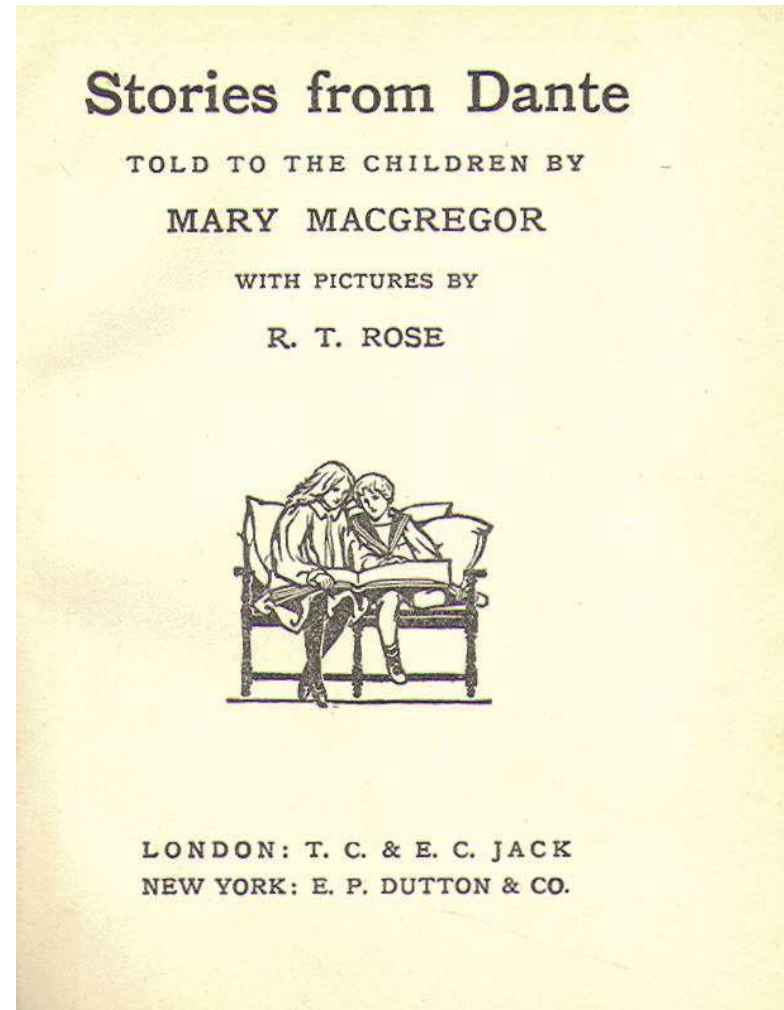 Stories from Dante
TOLD TO THE CHILDREN BY
MARY MACGREGOR
WITH PICTURES BY
R. T. ROSE
LONDON: T. C. & E. C. JACK
NEW YORK: E. P. DUTTON & CO.